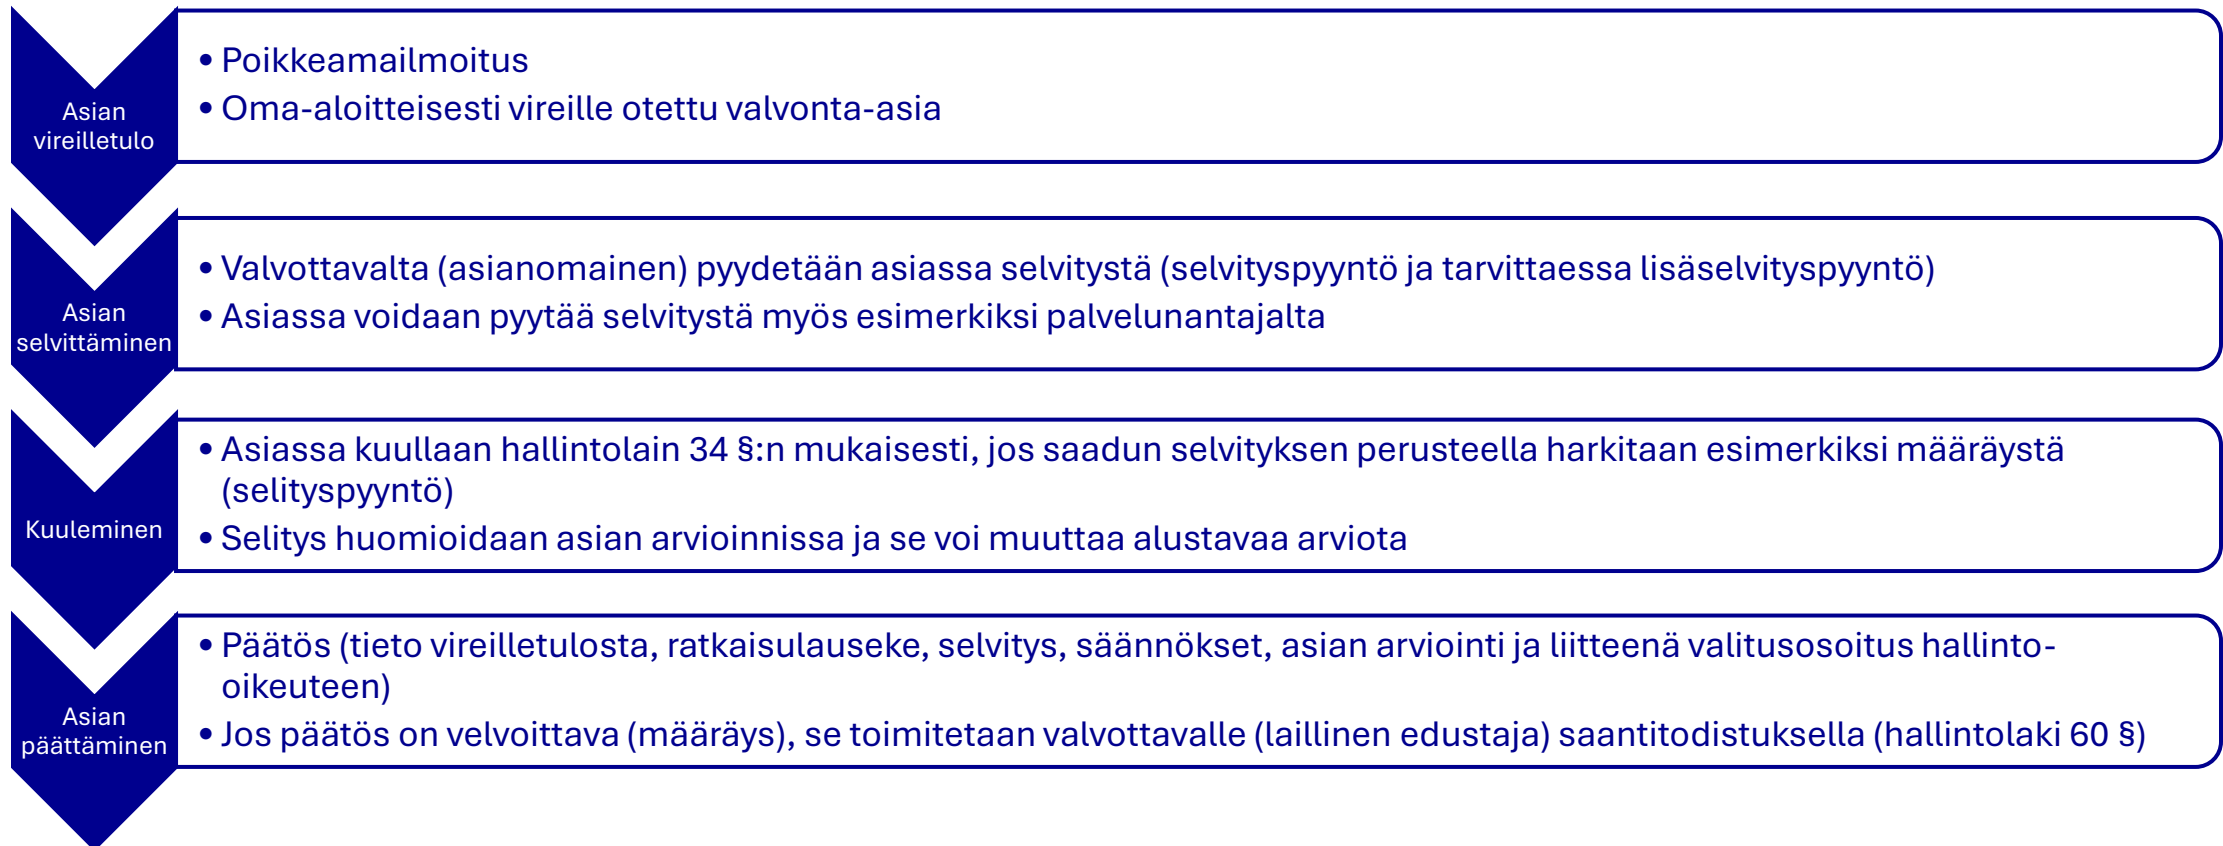 Asian
vireilletulo
• Poikkeamailmoitus
• Oma-aloitteisesti vireille otettu valvonta-asia
Asian
selvittäminen
• Valvottavalta (asianomainen) pyydetään asiassa selvitystä (selvityspyyntö ja tarvittaessa lisäselvityspyyntö)
• Asiassa voidaan pyytää selvitystä myös esimerkiksi palvelunantajalta
Kuuleminen
• Asiassa kuullaan hallintolain 34 §:n mukaisesti, jos saadun selvityksen perusteella harkitaan esimerkiksi määräystä
(selityspyyntö)
• Selitys huomioidaan asian arvioinnissa ja se voi muuttaa alustavaa arviota
Asian
päättäminen
• Päätös (tieto vireilletulosta, ratkaisulauseke, selvitys, säännökset, asian arviointi ja liitteenä valitusosoitus hallinto-
oikeuteen)
• Jos päätös on velvoittava (määräys), se toimitetaan valvottavalle (laillinen edustaja) saantitodistuksella (hallintolaki 60 §)